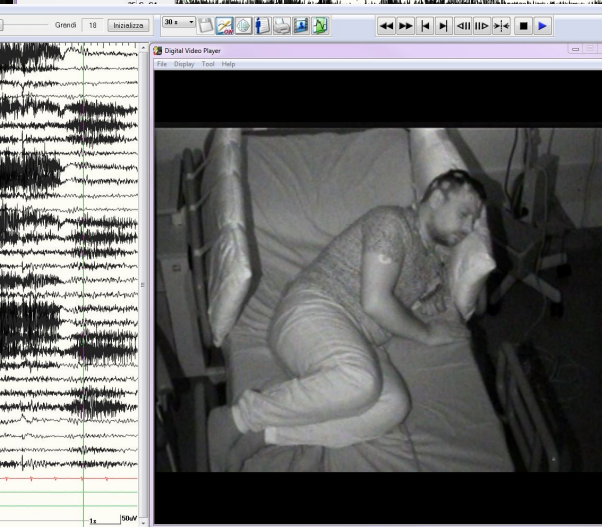 Grandi 18 Inizializza 30 s
Digital Video Player
File Display Tool Help
1s 50uV